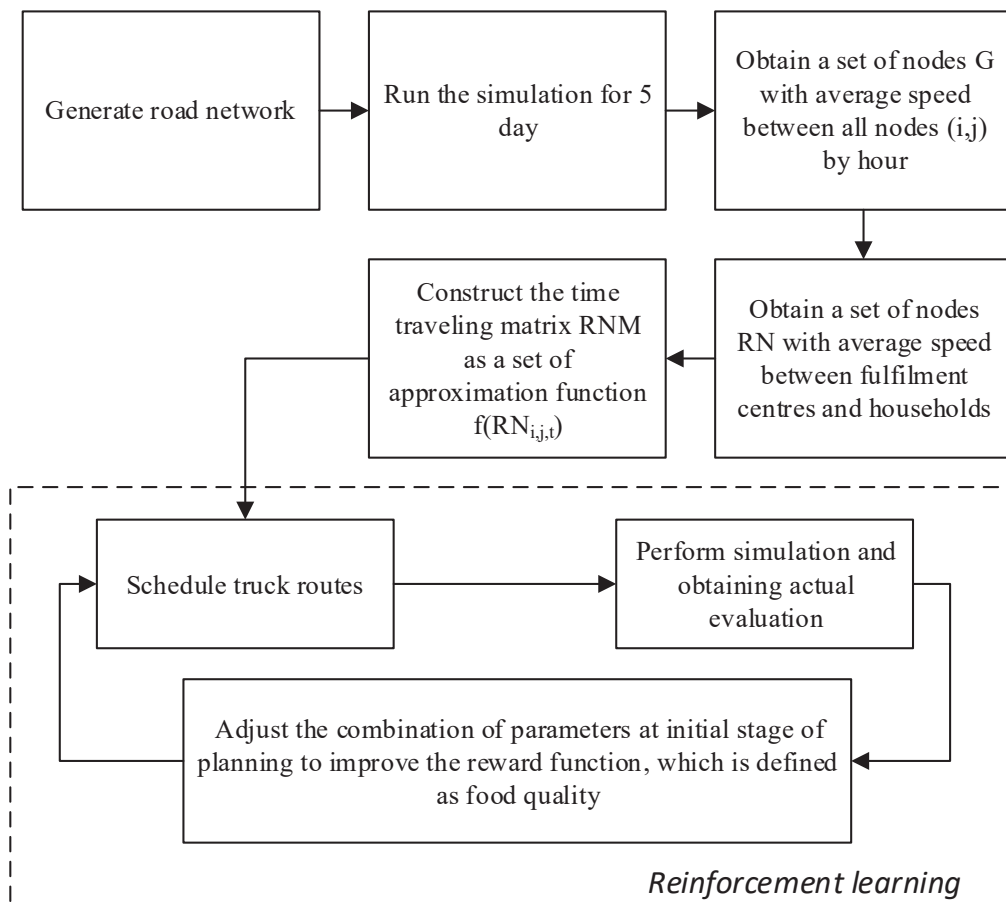 Generate road network
Run the simulation for 5
day
Obtain a set of nodes G
with average speed
between all nodes (i,j)
by hour
Obtain a set of nodes
RN with average speed
between fulfilment
centres and households
Construct the time
traveling matrix RNM
as a set of
approximation function
f(RNi,j,t)
Schedule truck routes
Perform simulation and
obtaining actual
evaluation
Adjust the combination of parameters at initial stage of
planning to improve the reward function, which is defined
as food quality
Reinforcement learning